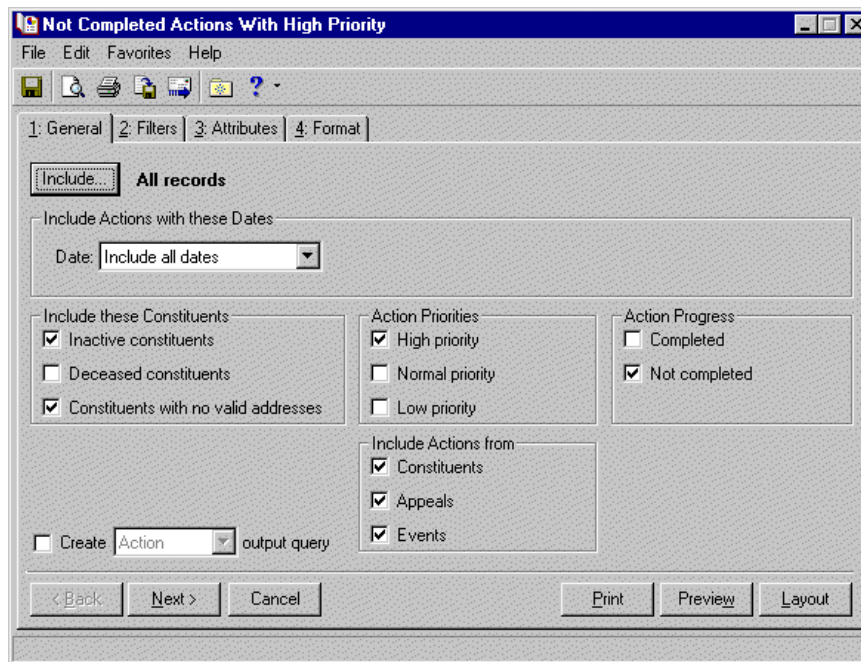 Not Completed Actions With High Priority
File Edit Favorites Help
?
1: General 2: Filters 3: Attributes 4: Format
Include... All records
Include Actions with these Dates
Date: Include all dates
Include these Constituents
Inactive constituents
Deceased constituents
Constituents with no valid addresses
Action Priorities
High priority
Normal priority
Low priority
Action Progress
Completed
Not completed
Include Actions from
Constituents
Appeals
Events
Create Action output query
< Back Next > Cancel Print Preview Layout